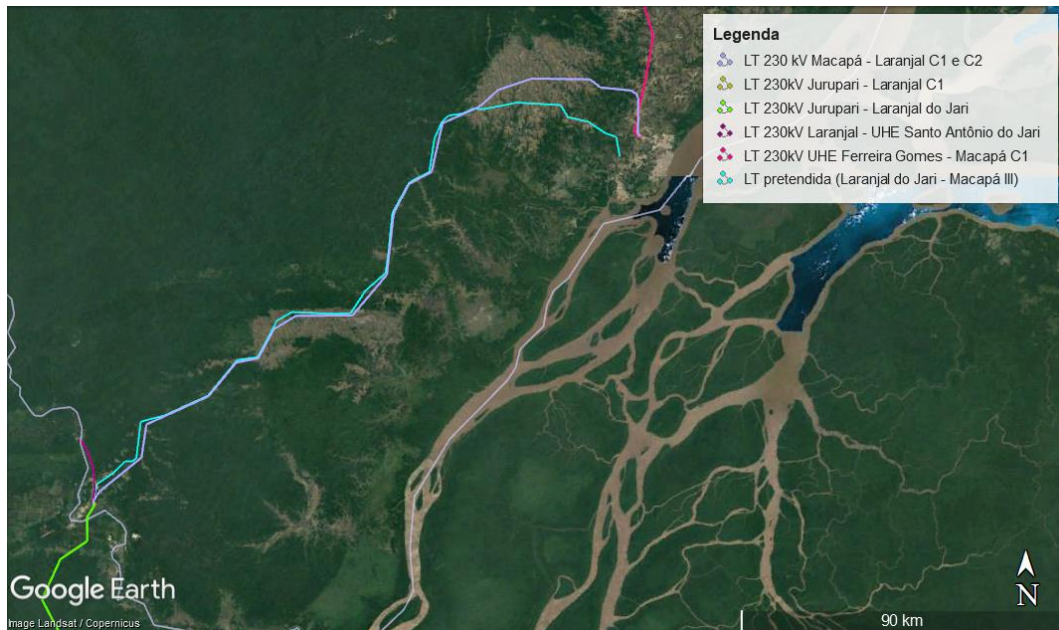 Legenda
LT 230 kV Macapá - Laranjal C1 e C2
LT 230kV Jurupari - Laranjal C1
LT 230kV Jurupari - Laranjal do Jari
LT 230kV Laranjal - UHE Santo Antônio do Jari
LT 230kV UHE Ferreira Gomes - Macapá C1
LT pretendida (Laranjal do Jari - Macapá III)
Google Earth
N
Image Landsat / Copernicus
90 km